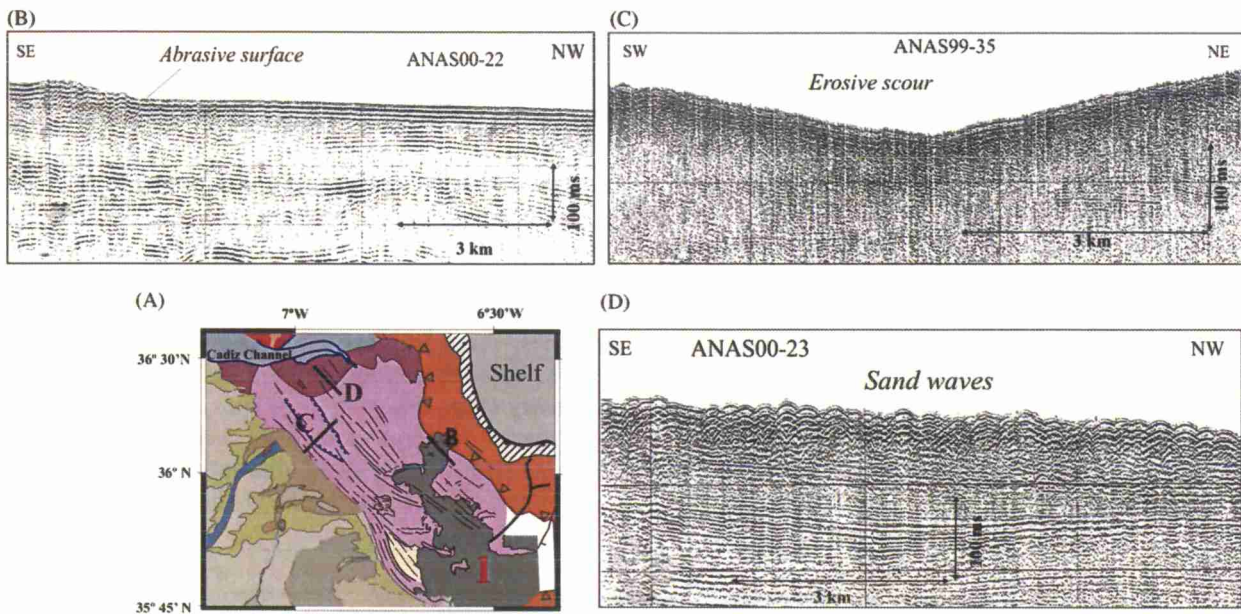 (B)
SE
Abrasive surface
ANAS00-22
NW
100 ms
3 km
(C)
SW
ANAS99-35
NE
Erosive scour
100 ms
3 km
(A)
7°W
6°30'W
36° 30' N
36° N
35° 45' N
Cadiz Channel
Shelf
D
C
B
1
(D)
SE
ANAS00-23
NW
Sand waves
100 ms
3 km